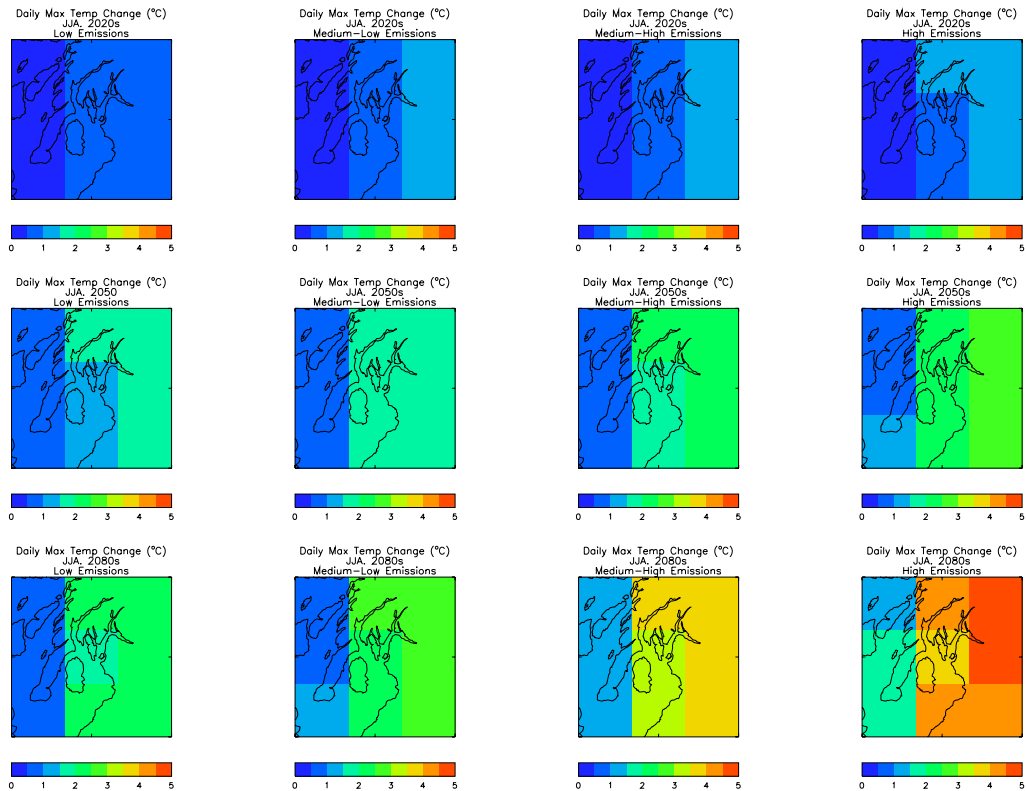 Daily Max Temp Change (°C)
JJA. 2020s
Low Emissions
0 1 2 3 4 5
Daily Max Temp Change (°C)
JJA. 2020s
Medium-Low Emissions
0 1 2 3 4 5
Daily Max Temp Change (°C)
JJA. 2020s
Medium-High Emissions
0 1 2 3 4 5
Daily Max Temp Change (°C)
JJA. 2020s
High Emissions
0 1 2 3 4 5
Daily Max Temp Change (°C)
JJA. 2050
Low Emissions
0 1 2 3 4 5
Daily Max Temp Change (°C)
JJA. 2050s
Medium-Low Emissions
0 1 2 3 4 5
Daily Max Temp Change (°C)
JJA. 2050s
Medium-High Emissions
0 1 2 3 4 5
Daily Max Temp Change (°C)
JJA. 2050s
High Emissions
0 1 2 3 4 5
Daily Max Temp Change (°C)
JJA. 2080s
Low Emissions
0 1 2 3 4 5
Daily Max Temp Change (°C)
JJA. 2080s
Medium-Low Emissions
0 1 2 3 4 5
Daily Max Temp Change (°C)
JJA. 2080s
Medium-High Emissions
0 1 2 3 4 5
Daily Max Temp Change (°C)
JJA. 2080s
High Emissions
0 1 2 3 4 5